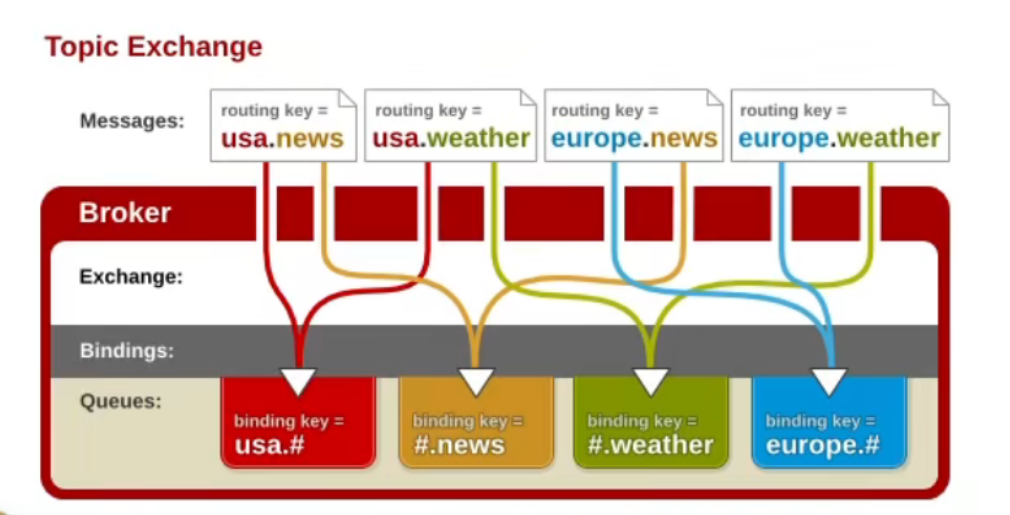 Topic Exchange
Messages:
routing key =
usa.news
routing key =
usa.weather
routing key =
europe.news
routing key =
europe.weather
Broker
Exchange:
Bindings:
Queues:
binding key =
usa.#
binding key =
#.news
binding key =
#.weather
binding key =
europe.#